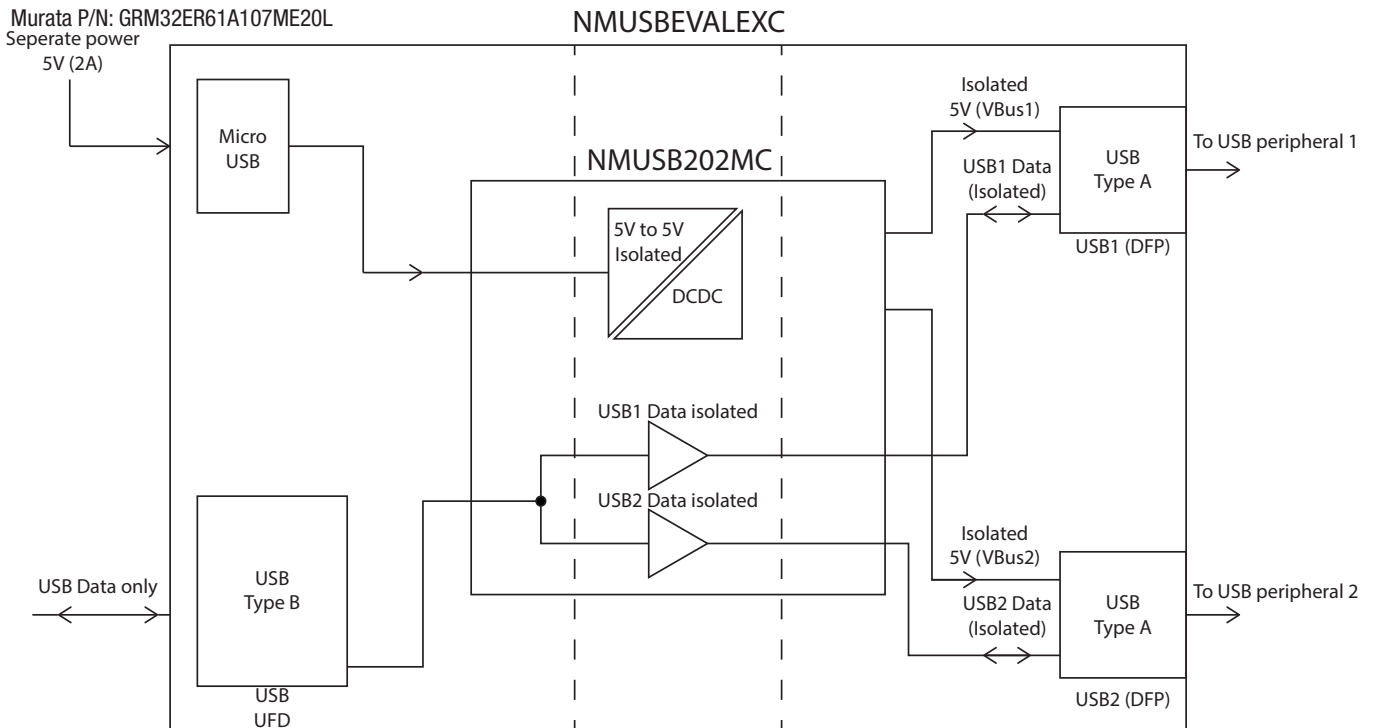 Murata P/N: GRM32ER61A107ME20L
NMUSBEVALEXC
Seperate power
5V (2A)
Micro
USB
NMUSB202MC
5V to 5V
Isolated
DCDC
Isolated
5V (VBus1)
USB1 Data
(Isolated)
USB
Type A
USB1 (DFP)
To USB peripheral 1
USB1 Data isolated
USB2 Data isolated
USB Data only
USB
Type B
USB
UFD
Isolated
5V (VBus2)
USB2 Data
(Isolated)
USB
Type A
USB2 (DFP)
To USB peripheral 2